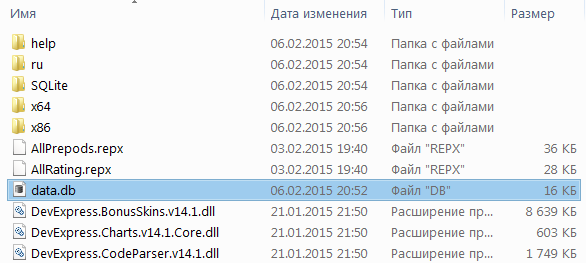 Имя Дата изменения Тип Размер
help 06.02.2015 20:54 Папка с файлами
ru 06.02.2015 20:54 Папка с файлами
SQLite 06.02.2015 20:54 Папка с файлами
x64 06.02.2015 20:56 Папка с файлами
x86 06.02.2015 20:56 Папка с файлами
AllPrepods.repx 03.02.2015 19:40 Файл "REPX" 36 КБ
AllRating.repx 03.02.2015 19:40 Файл "REPX" 16 КБ
data.db 06.02.2015 20:52 Файл "DB" 16 КБ
DevExpress.BonusSkins.v14.1.dll 21.01.2015 21:50 Расширение пр... 8 639 КБ
DevExpress.Charts.v14.1.Core.dll 21.01.2015 21:50 Расширение пр... 603 КБ
DevExpress.CodeParser.v14.1.dll 21.01.2015 21:50 Расширение пр... 1 749 КБ